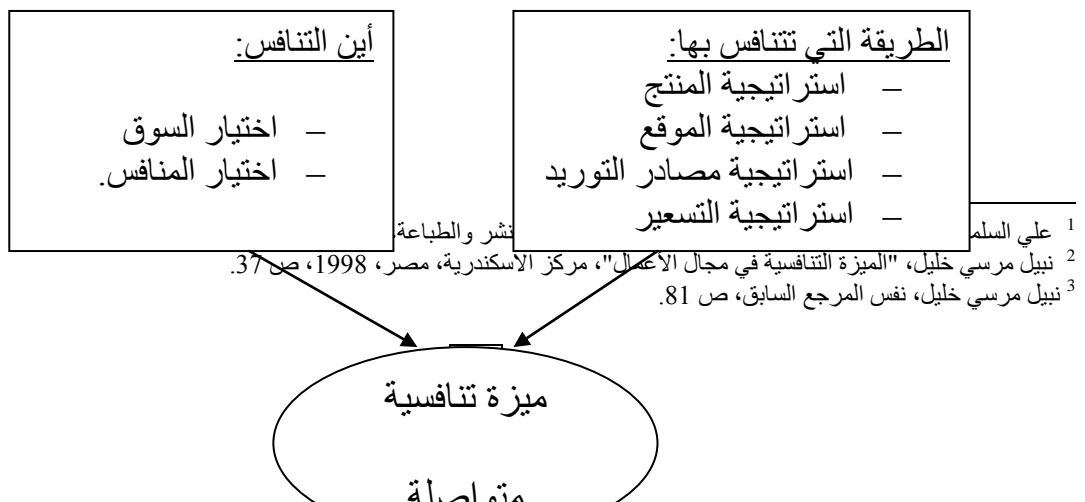 الطريقة التي تتنافس بها:
– استراتيجية المنتج
– استراتيجية الموقع
– استراتيجية مصادر التوريد
– استراتيجية التسعير
أين التنافس:
– اختيار السوق
– اختيار المنافس.
1 علي السلم نشر والطباعة،
2 نبيل مرسي خليل، "الميزة التنافسية في مجال الأعمال"، مركز الأسكندرية، مصر، 1998، ص 37.
3 نبيل مرسي خليل، نفس المرجع السابق، ص 81.
ميزة تنافسية
متواصلة